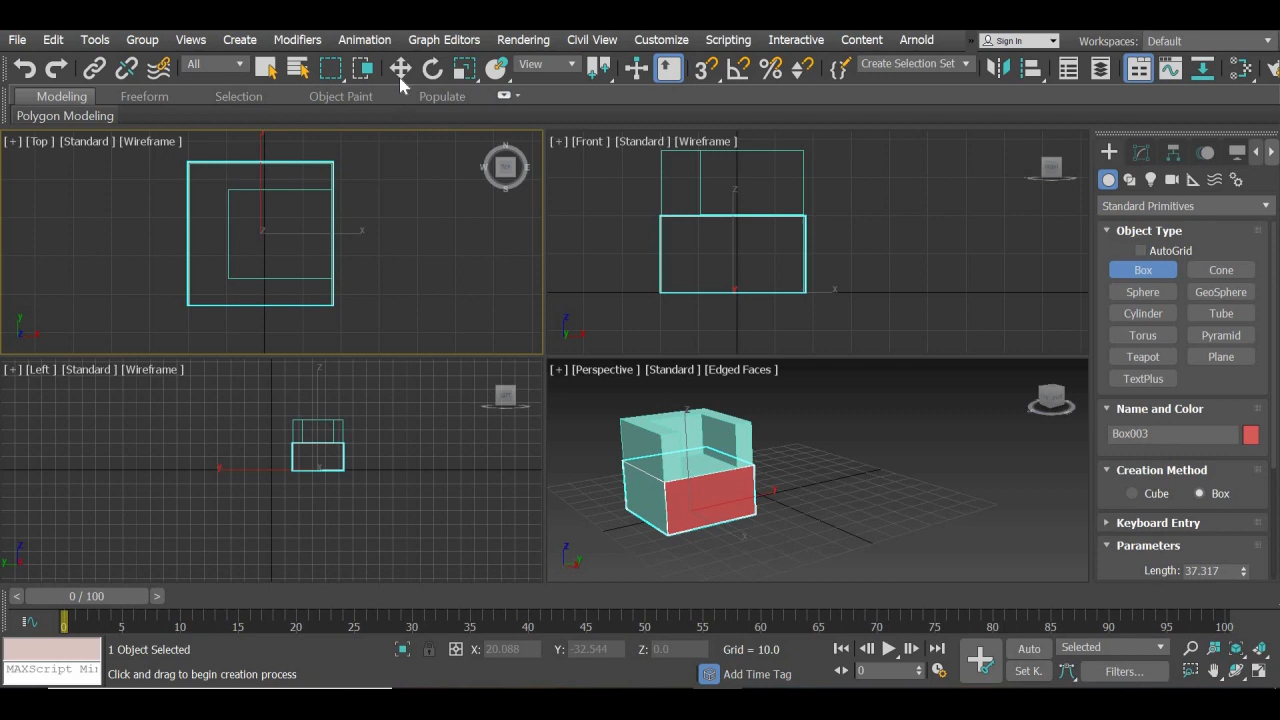 File Edit Tools Group Views Create Modifiers Animation Graph Editors Rendering Civil View Customize Scripting Interactive Content Arnold » Sign In Workspaces: Default
All View Create Selection Set
Modeling Freeform Selection Object Paint Populate
Polygon Modeling
[+] [Top] [Standard] [Wireframe]
[+] [Front] [Standard] [Wireframe]
Standard Primitives
Object Type
AutoGrid
Box Cone
Sphere GeoSphere
Cylinder Tube
Torus Pyramid
Teapot Plane
TextPlus
[+] [Left] [Standard] [Wireframe]
[+] [Perspective] [Standard] [Edged Faces]
Name and Color
Box003
Creation Method
Cube Box
Keyboard Entry
Parameters
Length: 37.317
< 0 / 100 >
0 5 10 15 20 25 30 35 40 45 50 55 60 65 70 75 80 85 90 95 100
1 Object Selected X: 20.088 Y: -32.544 Z: 0.0 Grid = 10.0 Auto Selected
MAXScript Mi Click and drag to begin creation process Add Time Tag 0 Set K. Filters...